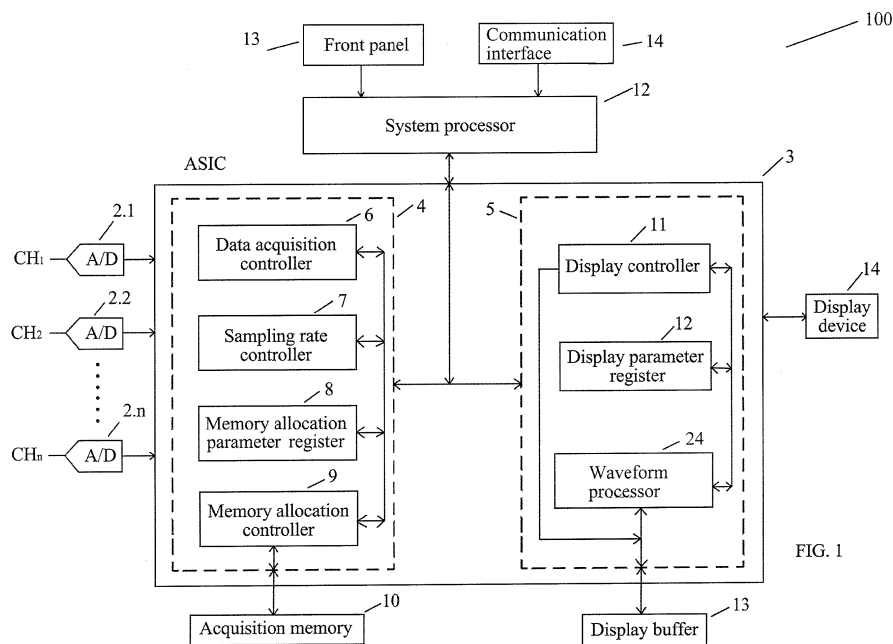 100
13
Front panel
Communication
interface
14
12
System processor
ASIC
3
2.1
CH1
A/D
2.2
CH2
A/D
2.n
CHn
A/D
4
6
Data acquisition
controller
7
Sampling rate
controller
8
Memory allocation
parameter register
9
Memory allocation
controller
5
11
Display controller
12
Display parameter
register
24
Waveform
processor
14
Display
device
FIG. 1
10
Acquisition memory
13
Display buffer